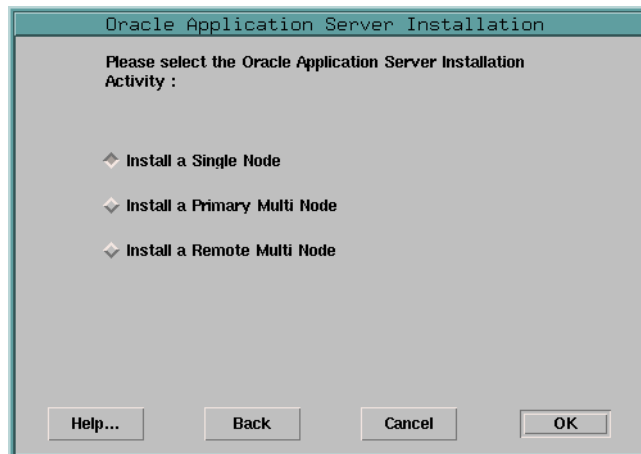 Oracle Application Server Installation
Please select the Oracle Application Server Installation
Activity :
Install a Single Node
Install a Primary Multi Node
Install a Remote Multi Node
Help...
Back
Cancel
OK